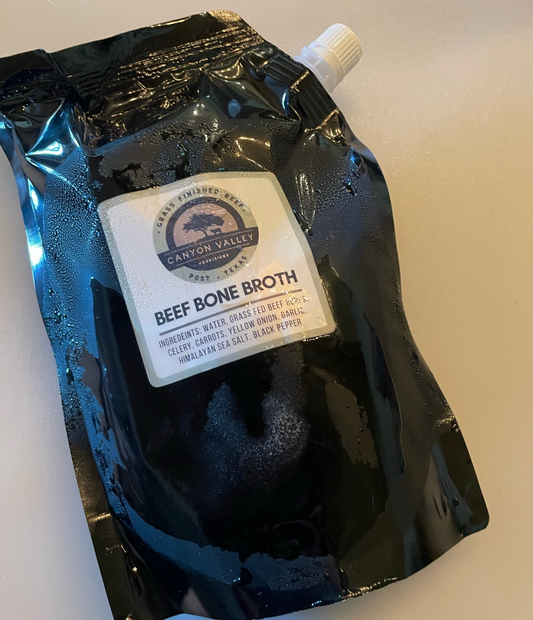 GRASS FINISHED BEEF
CANYON VALLEY
PROVISIONS
POST • TEXAS
BEEF BONE BROTH
INGREDEINTS: WATER, GRASS FED BEEF BONES,
CELERY, CARROTS, YELLOW ONION, GARLIC,
HIMALAYAN SEA SALT, BLACK PEPPER